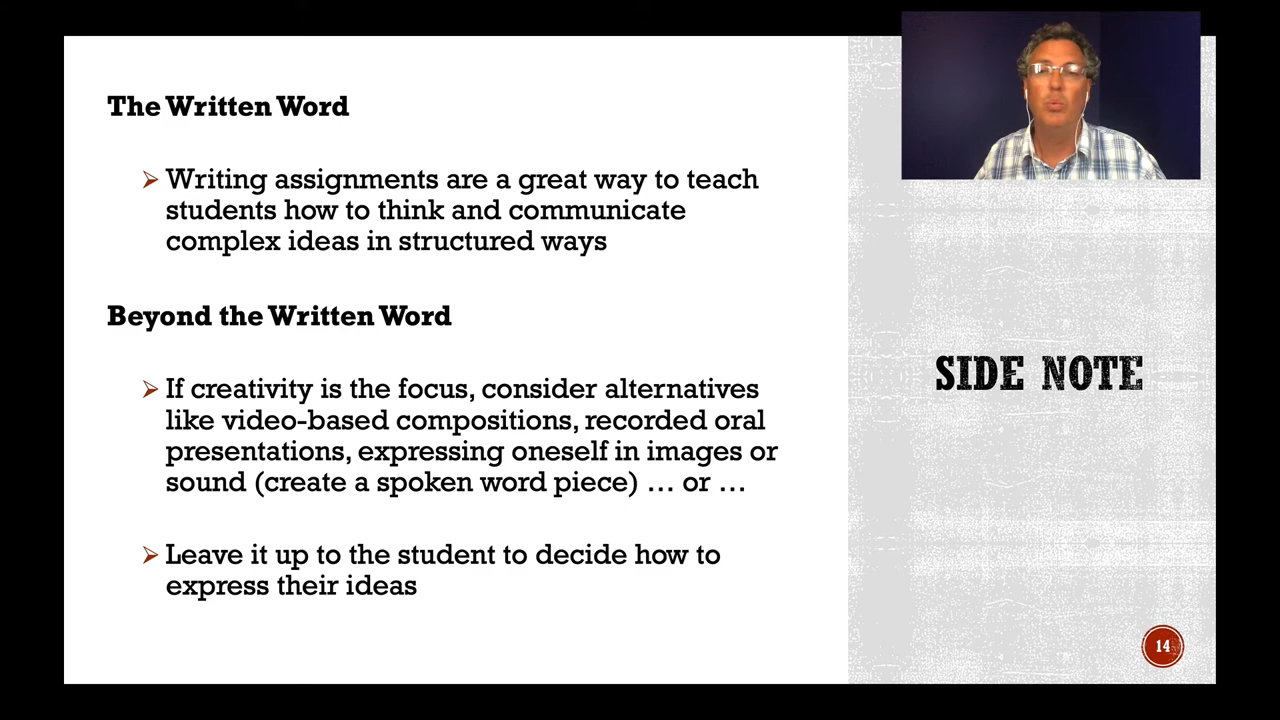 The Written Word
Writing assignments are a great way to teach
students how to think and communicate
complex ideas in structured ways
Beyond the Written Word
If creativity is the focus, consider alternatives
like video-based compositions, recorded oral
presentations, expressing oneself in images or
sound (create a spoken word piece) … or …
Leave it up to the student to decide how to
express their ideas
SIDE NOTE
14